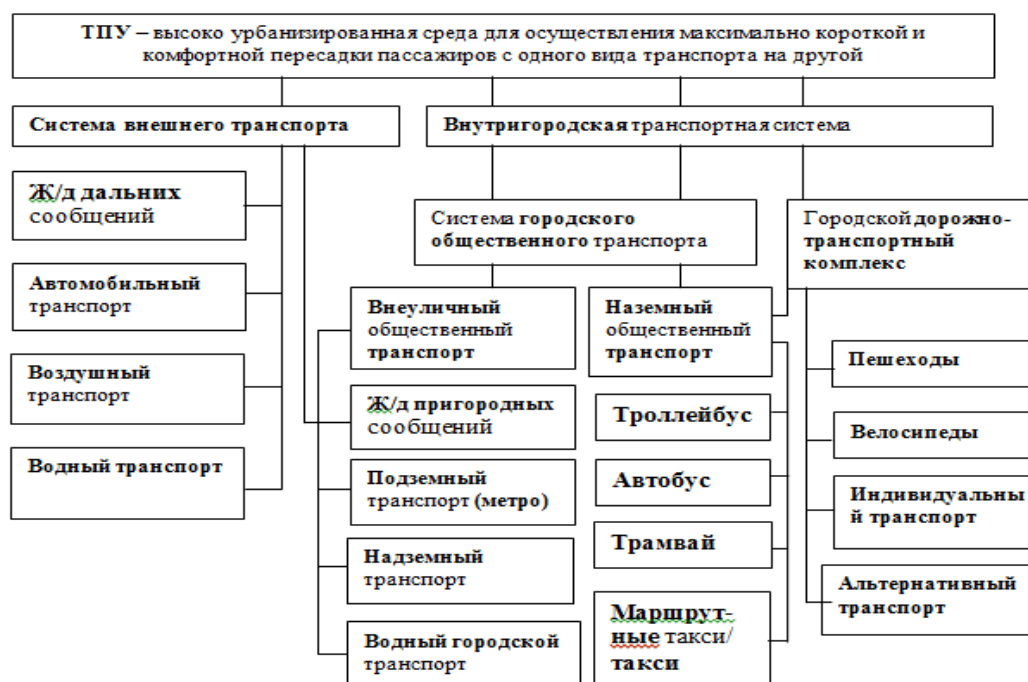 ТПУ – высоко урбанизированная среда для осуществления максимально короткой и
комфортной пересадки пассажиров с одного вида транспорта на другой
Система внешнего транспорта
Внутригородская транспортная система
Ж/д дальних
сообщений
Автомобильный
транспорт
Воздушный
транспорт
Водный транспорт
Система городского
общественного транспорта
Городской дорожно-
транспортный
комплекс
Внеуличный
общественный
транспорт
Ж/д пригородных
сообщений
Подземный
транспорт (метро)
Надземный
транспорт
Водный городской
транспорт
Наземный
общественный
транспорт
Троллейбус
Автобус
Трамвай
Маршрут-
ные такси/
такси
Пешеходы
Велосипеды
Индивидуальны
й транспорт
Альтернативный
транспорт